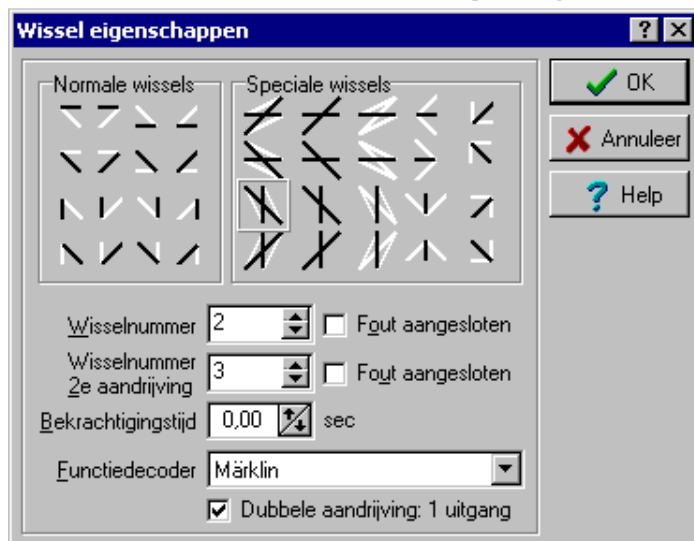 Wissel eigenschappen
Normale wissels
Speciale wissels
OK
Annuleer
Help
Wisselnummer 2 Fout aangesloten
Wisselnummer
2e aandrijving 3 Fout aangesloten
Bekrachtigingstijd 0,00 sec
Functiedecoder Märklin
Dubbele aandrijving: 1 uitgang